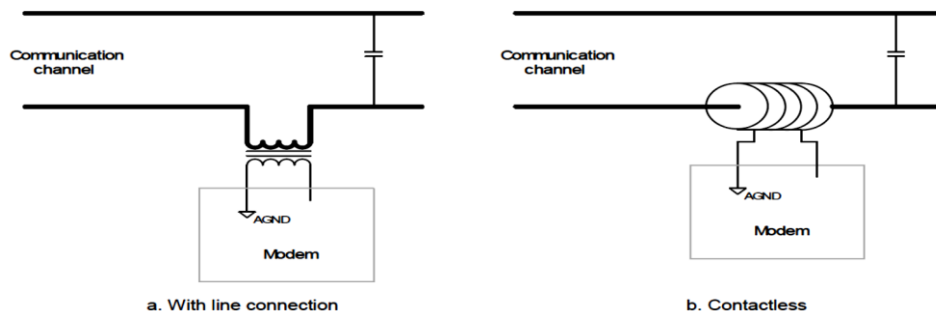 Communication
channel
AGND
Modem
a. With line connection
Communication
channel
AGND
Modem
b. Contactless